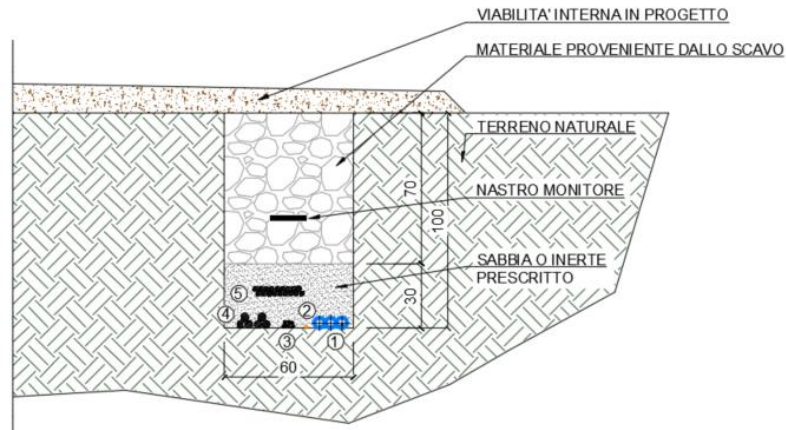 VIABILITA' INTERNA IN PROGETTO
MATERIALE PROVENIENTE DALLO SCAVO
TERRENO NATURALE
70
NASTRO MONITORE
100
SABBIA O INERTE
PRESCRITTO
30
5
4
2
3
1
60